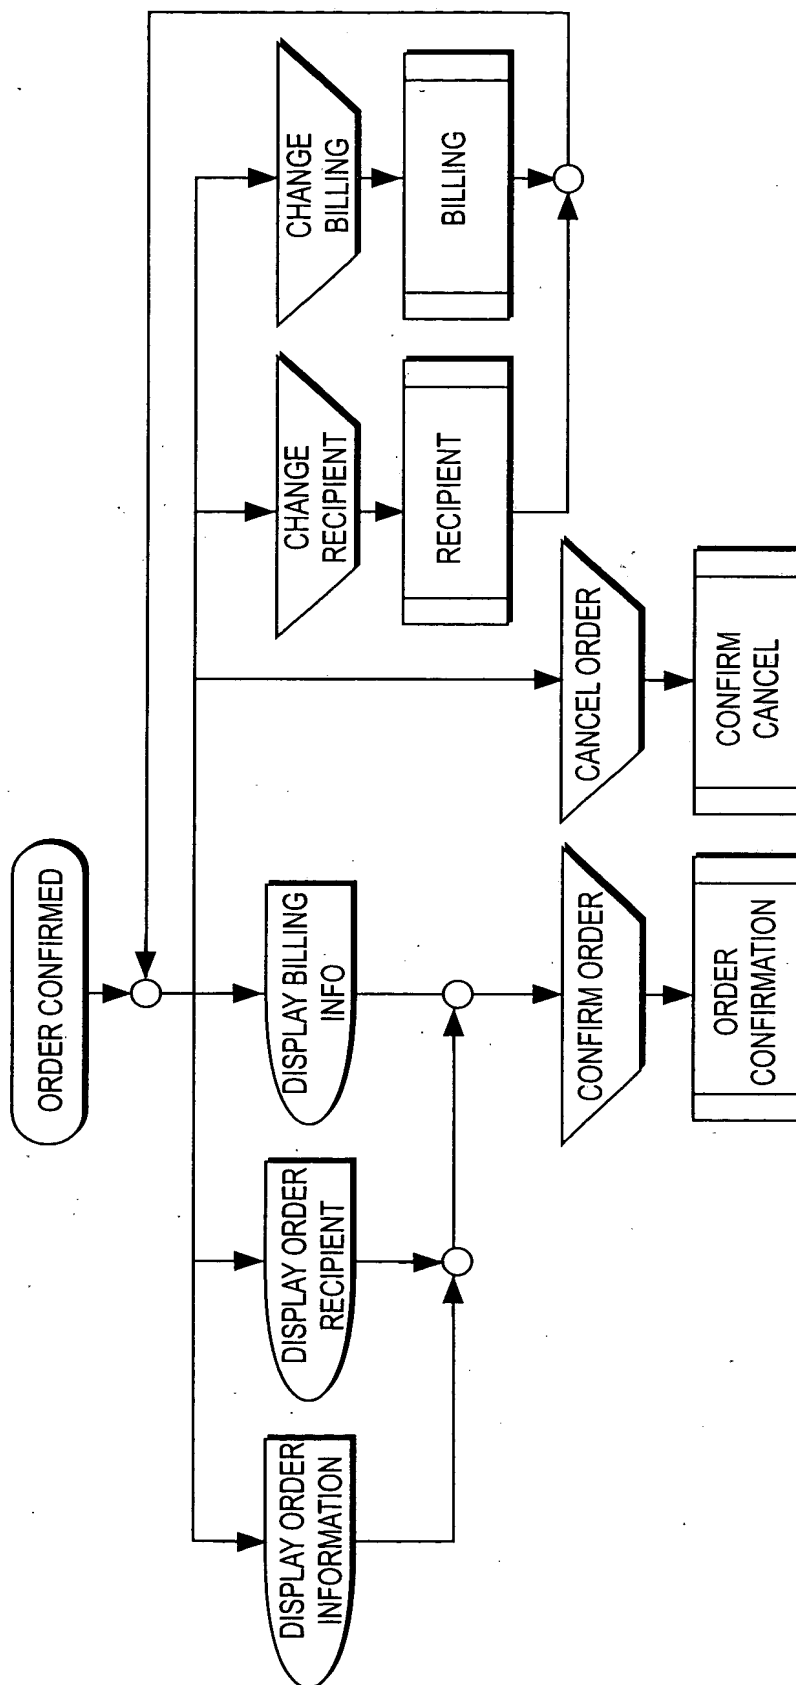 ORDER CONFIRMED
DISPLAY ORDER
INFORMATION
DISPLAY ORDER
RECIPIENT
DISPLAY BILLING
INFO
CHANGE
RECIPIENT
CHANGE
BILLING
RECIPIENT
BILLING
CONFIRM ORDER
CANCEL ORDER
ORDER
CONFIRMATION
CONFIRM
CANCEL